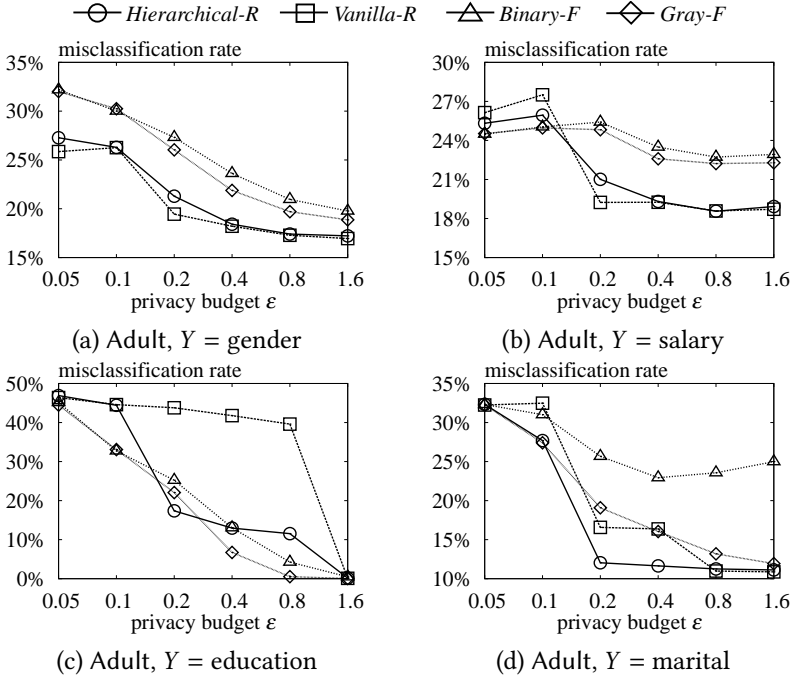 Hierarchical-R Vanilla-R Binary-F Gray-F
misclassification rate
35%
30%
25%
20%
15%
0.05 0.1 0.2 0.4 0.8 1.6
privacy budget ε
(a) Adult, Y = gender
misclassification rate
27%
24%
21%
18%
15%
0.05 0.1 0.2 0.4 0.8 1.6
privacy budget ε
(b) Adult, Y = salary
misclassification rate
50%
40%
30%
20%
10%
0%
0.05 0.1 0.2 0.4 0.8 1.6
privacy budget ε
(c) Adult, Y = education
misclassification rate
35%
30%
25%
20%
15%
10%
0.05 0.1 0.2 0.4 0.8 1.6
privacy budget ε
(d) Adult, Y = marital